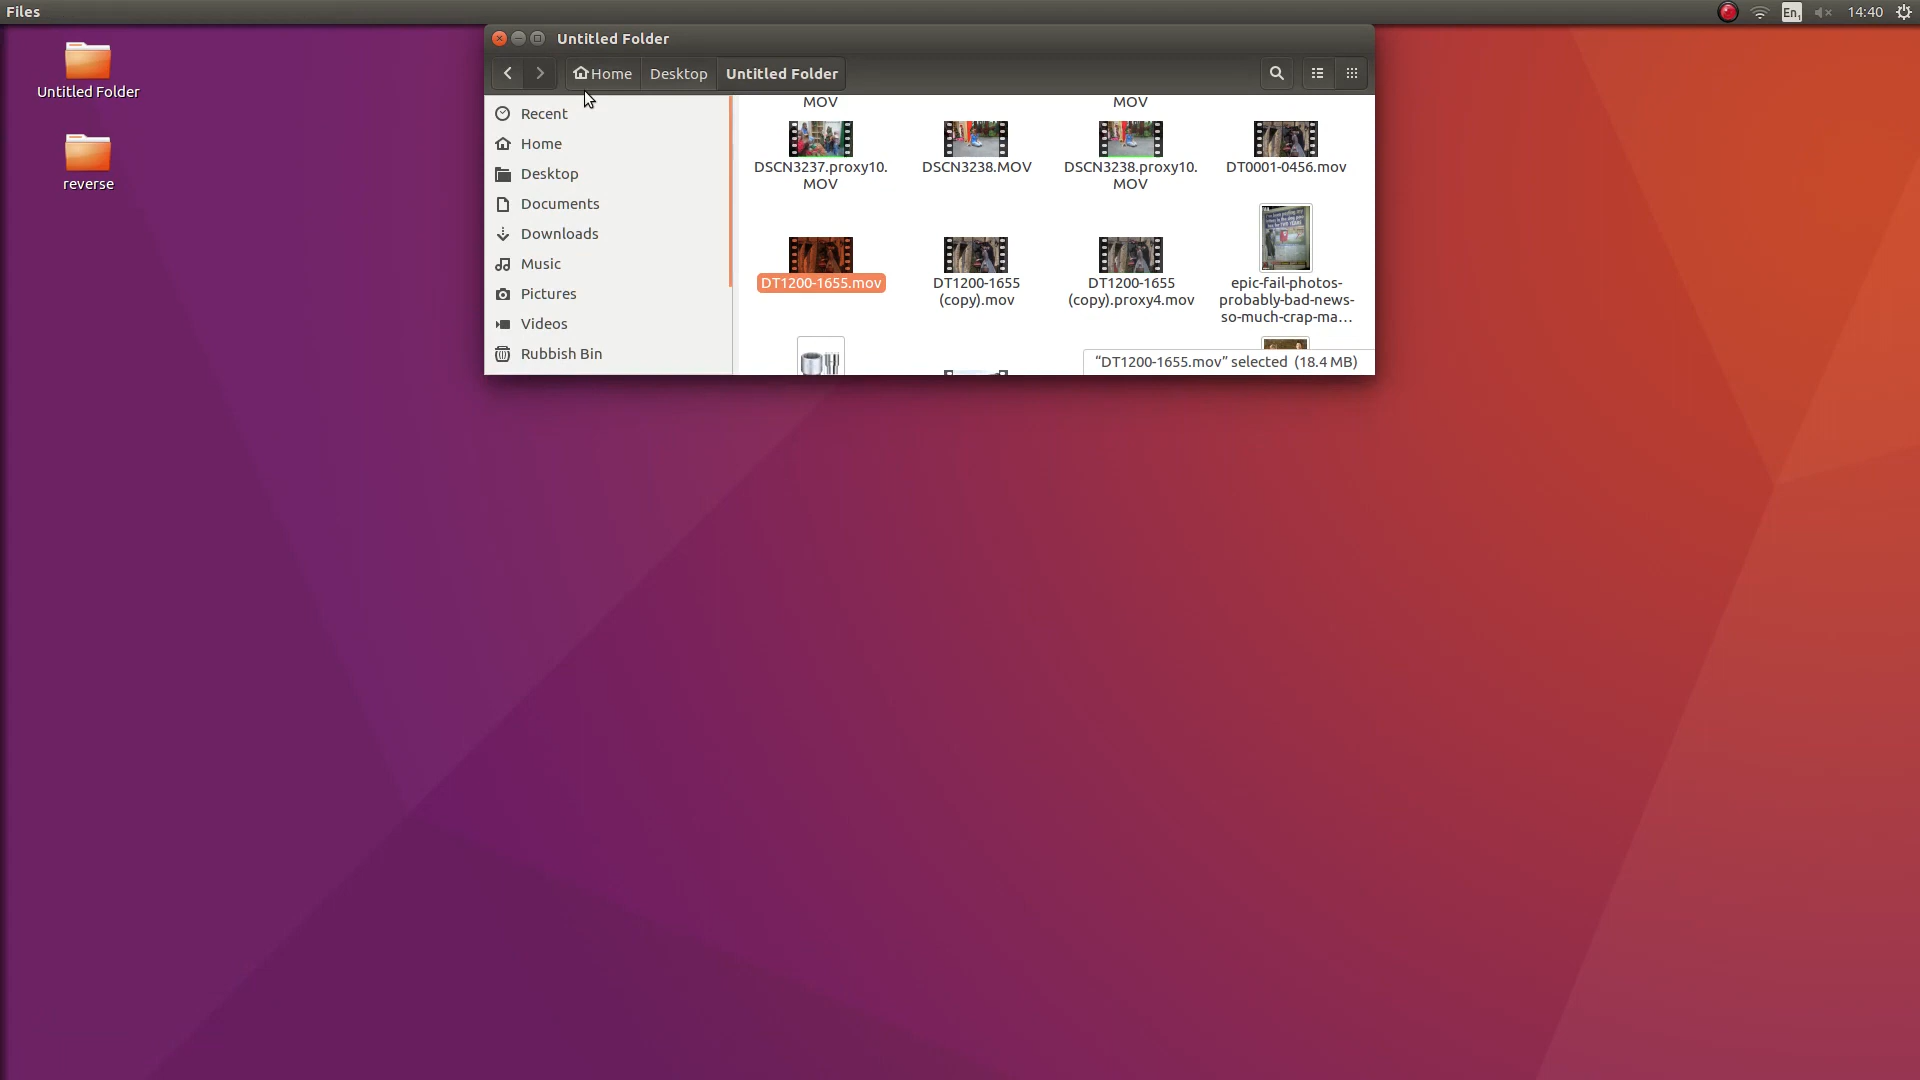 Files
En1
14:40
Untitled Folder
reverse
Untitled Folder
Home
Desktop
Untitled Folder
Recent
Home
Desktop
Documents
Downloads
Music
Pictures
Videos
Rubbish Bin
MOV
MOV
DSCN3237.proxy10.
MOV
DSCN3238.MOV
DSCN3238.proxy10.
MOV
DT0001-0456.mov
DT1200-1655.mov
DT1200-1655
(copy).mov
DT1200-1655
(copy).proxy4.mov
epic-fail-photos-
probably-bad-news-
so-much-crap-ma…
“DT1200-1655.mov” selected (18.4 MB)